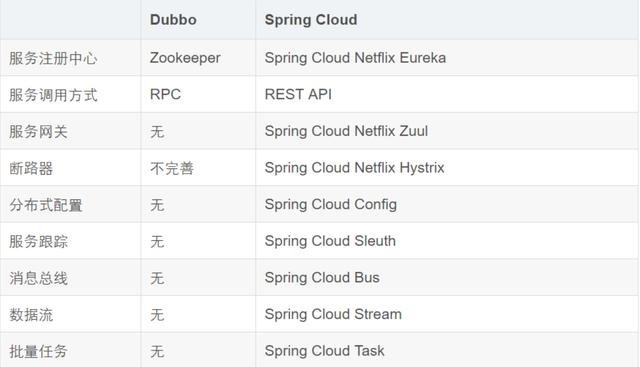 Dubbo Spring Cloud
服务注册中心 Zookeeper Spring Cloud Netflix Eureka
服务调用方式 RPC REST API
服务网关 无 Spring Cloud Netflix Zuul
断路器 不完善 Spring Cloud Netflix Hystrix
分布式配置 无 Spring Cloud Config
服务跟踪 无 Spring Cloud Sleuth
消息总线 无 Spring Cloud Bus
数据流 无 Spring Cloud Stream
批量任务 无 Spring Cloud Task